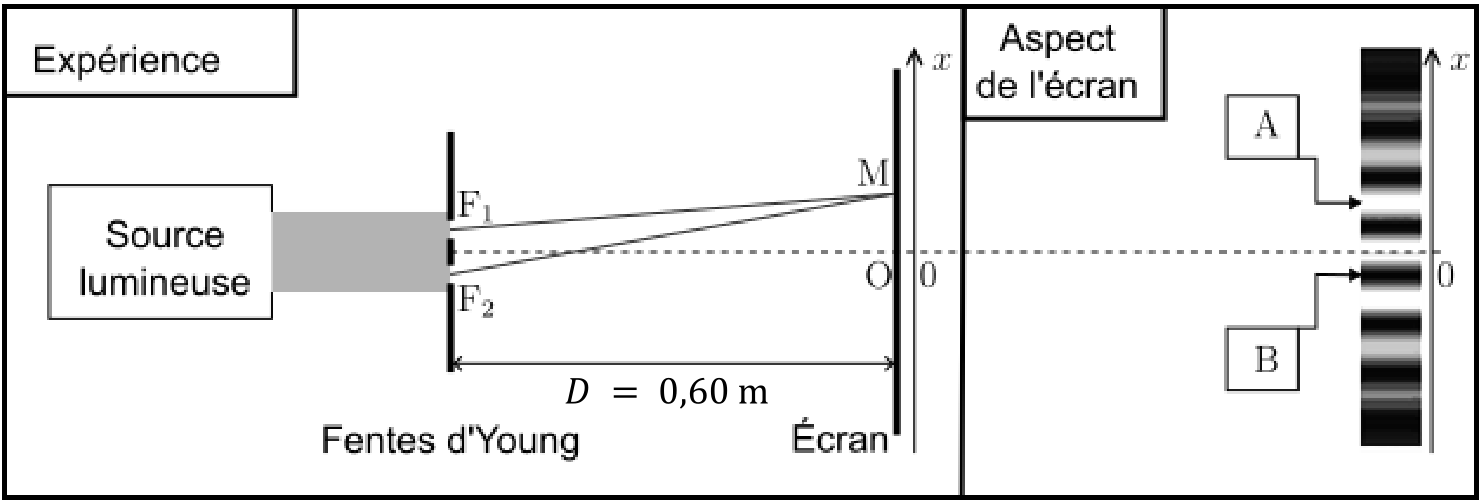 Expérience
Source
lumineuse
F₁
F₂
M
O
0
x
D = 0,60 m
Fentes d'Young
Écran
Aspect
de l'écran
A
B
x
0